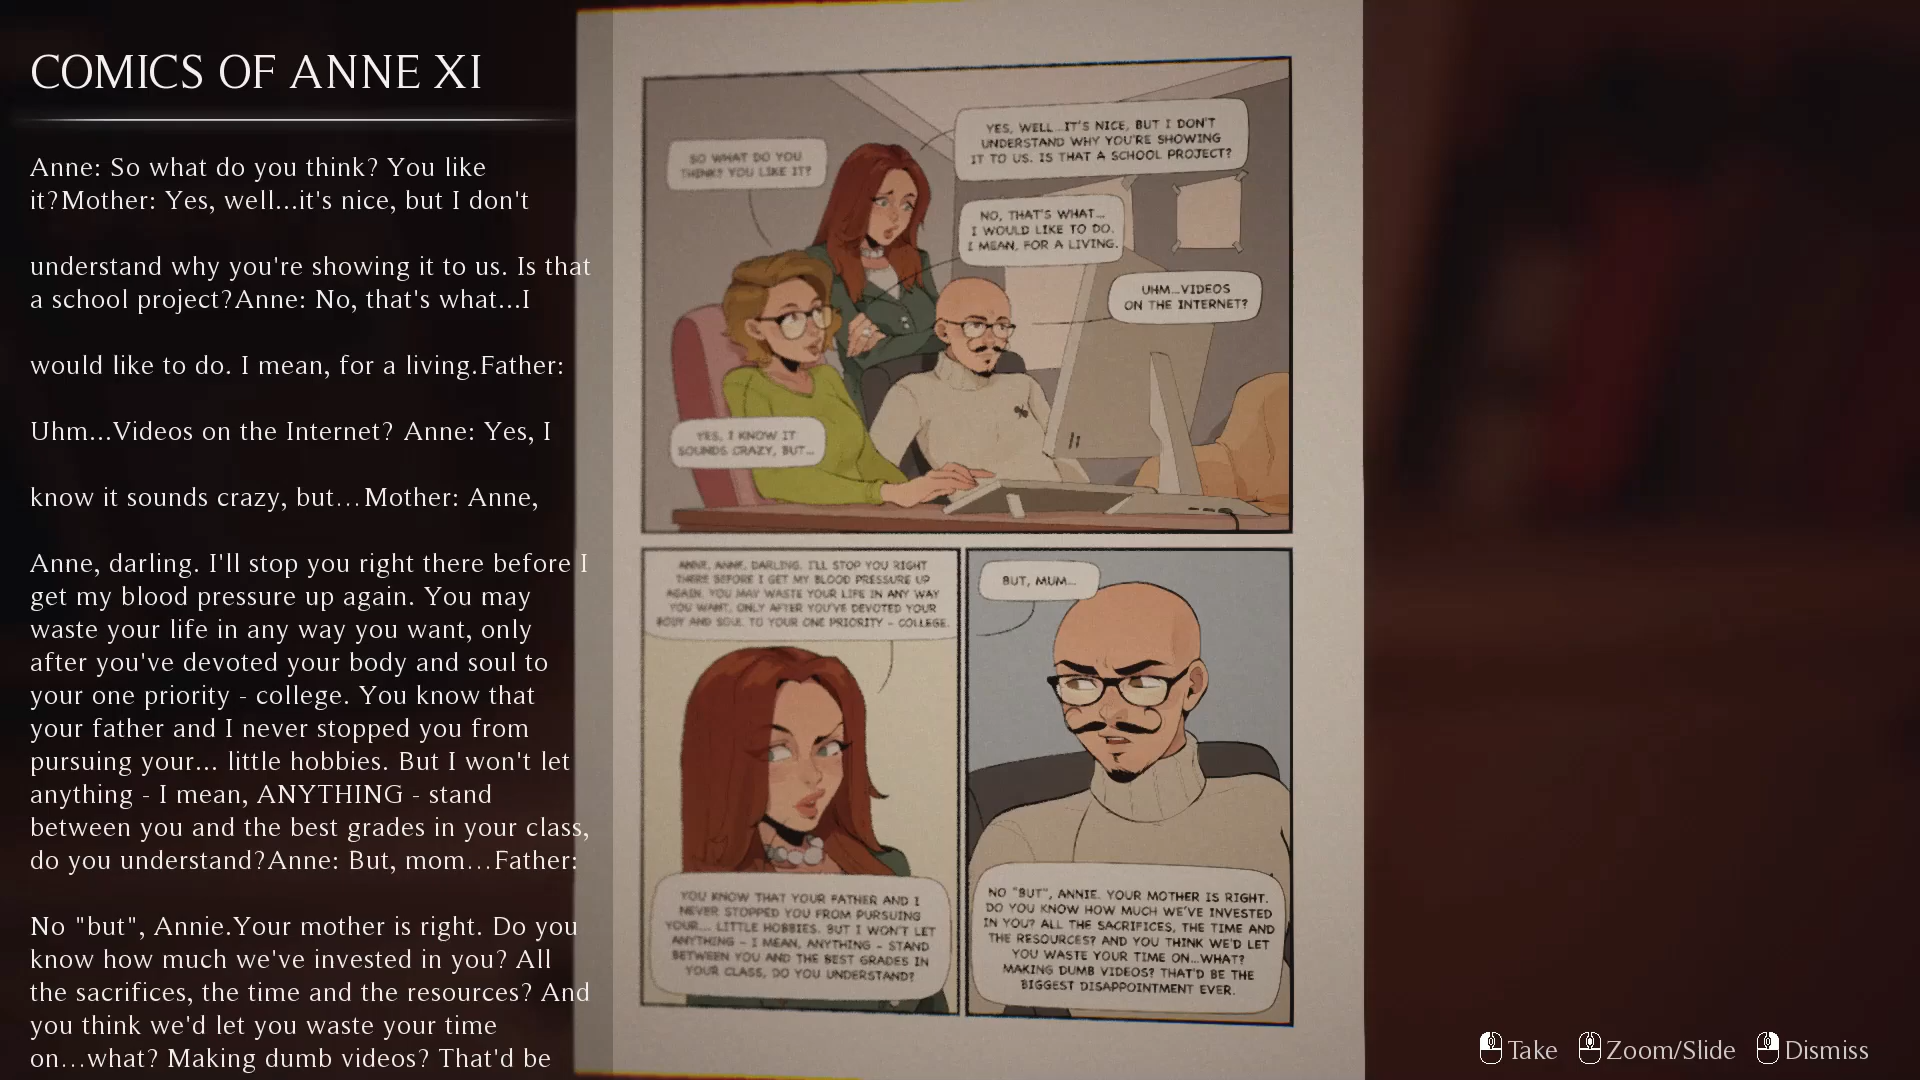 COMICS OF ANNE XI
Anne: So what do you think? You like
it?Mother: Yes, well...it's nice, but I don't
understand why you're showing it to us. Is that
a school project?Anne: No, that's what...I
would like to do. I mean, for a living.Father:
Uhm...Videos on the Internet? Anne: Yes, I
know it sounds crazy, but...Mother: Anne,
Anne, darling. I'll stop you right there before I
get my blood pressure up again. You may
waste your life in any way you want, only
after you've devoted your body and soul to
your one priority - college. You know that
your father and I never stopped you from
pursuing your... little hobbies. But I won't let
anything - I mean, ANYTHING - stand
between you and the best grades in your class,
do you understand?Anne: But, mom...Father:
No "but", Annie.Your mother is right. Do you
know how much we've invested in you? All
the sacrifices, the time and the resources? And
you think we'd let you waste your time
on...what? Making dumb videos? That'd be
SO WHAT DO YOU
THINK? YOU LIKE IT?
YES, WELL...IT'S NICE, BUT I DON'T
UNDERSTAND WHY YOU'RE SHOWING
IT TO US. IS THAT A SCHOOL PROJECT?
NO, THAT'S WHAT...
I WOULD LIKE TO DO.
I MEAN, FOR A LIVING.
UHM...VIDEOS
ON THE INTERNET?
YES, I KNOW IT
SOUNDS CRAZY, BUT...
ANNE, ANNE, DARLING. I'LL STOP YOU RIGHT
THERE BEFORE I GET MY BLOOD PRESSURE UP
AGAIN. YOU MAY WASTE YOUR LIFE IN ANY WAY
YOU WANT, ONLY AFTER YOU'VE DEVOTED YOUR
BODY AND SOUL TO YOUR ONE PRIORITY - COLLEGE.
YOU KNOW THAT YOUR FATHER AND I
NEVER STOPPED YOU FROM PURSUING
YOUR... LITTLE HOBBIES. BUT I WON'T LET
ANYTHING - I MEAN, ANYTHING - STAND
BETWEEN YOU AND THE BEST GRADES IN
YOUR CLASS, DO YOU UNDERSTAND?
BUT, MUM...
NO "BUT", ANNIE. YOUR MOTHER IS RIGHT.
DO YOU KNOW HOW MUCH WE'VE INVESTED
IN YOU? ALL THE SACRIFICES, THE TIME AND
THE RESOURCES? AND YOU THINK WE'D LET
YOU WASTE YOUR TIME ON...WHAT?
MAKING DUMB VIDEOS? THAT'D BE THE
BIGGEST DISAPPOINTMENT EVER.
Take Zoom/Slide Dismiss